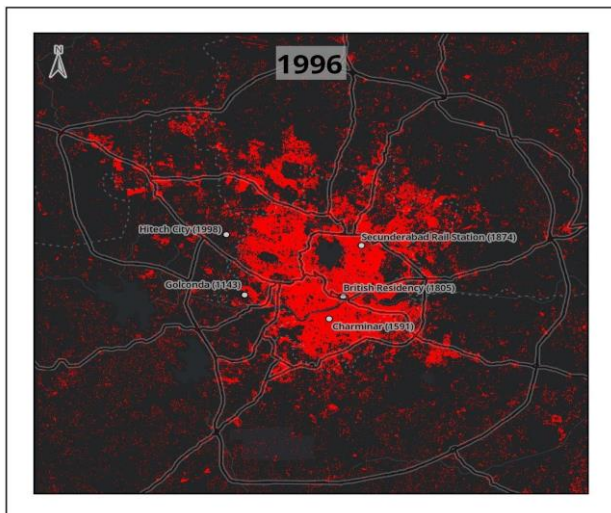 N
1996
Hitech City (1998)
Secunderabad Rail Station (1874)
Golconda (1143)
British Residency (1805)
Charminar (1591)